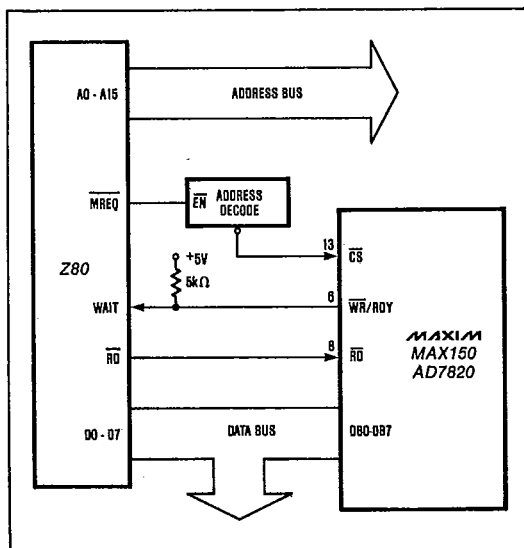 A0 - A15
ADDRESS BUS
MREQ
EN
ADDRESS
DECODE
Z80
+5V
5kΩ
13
CS
WAIT
6
WR/RDY
MAXIM
MAX150
AD7820
RD
8
RD
D0 - D7
DATA BUS
DB0-DB7